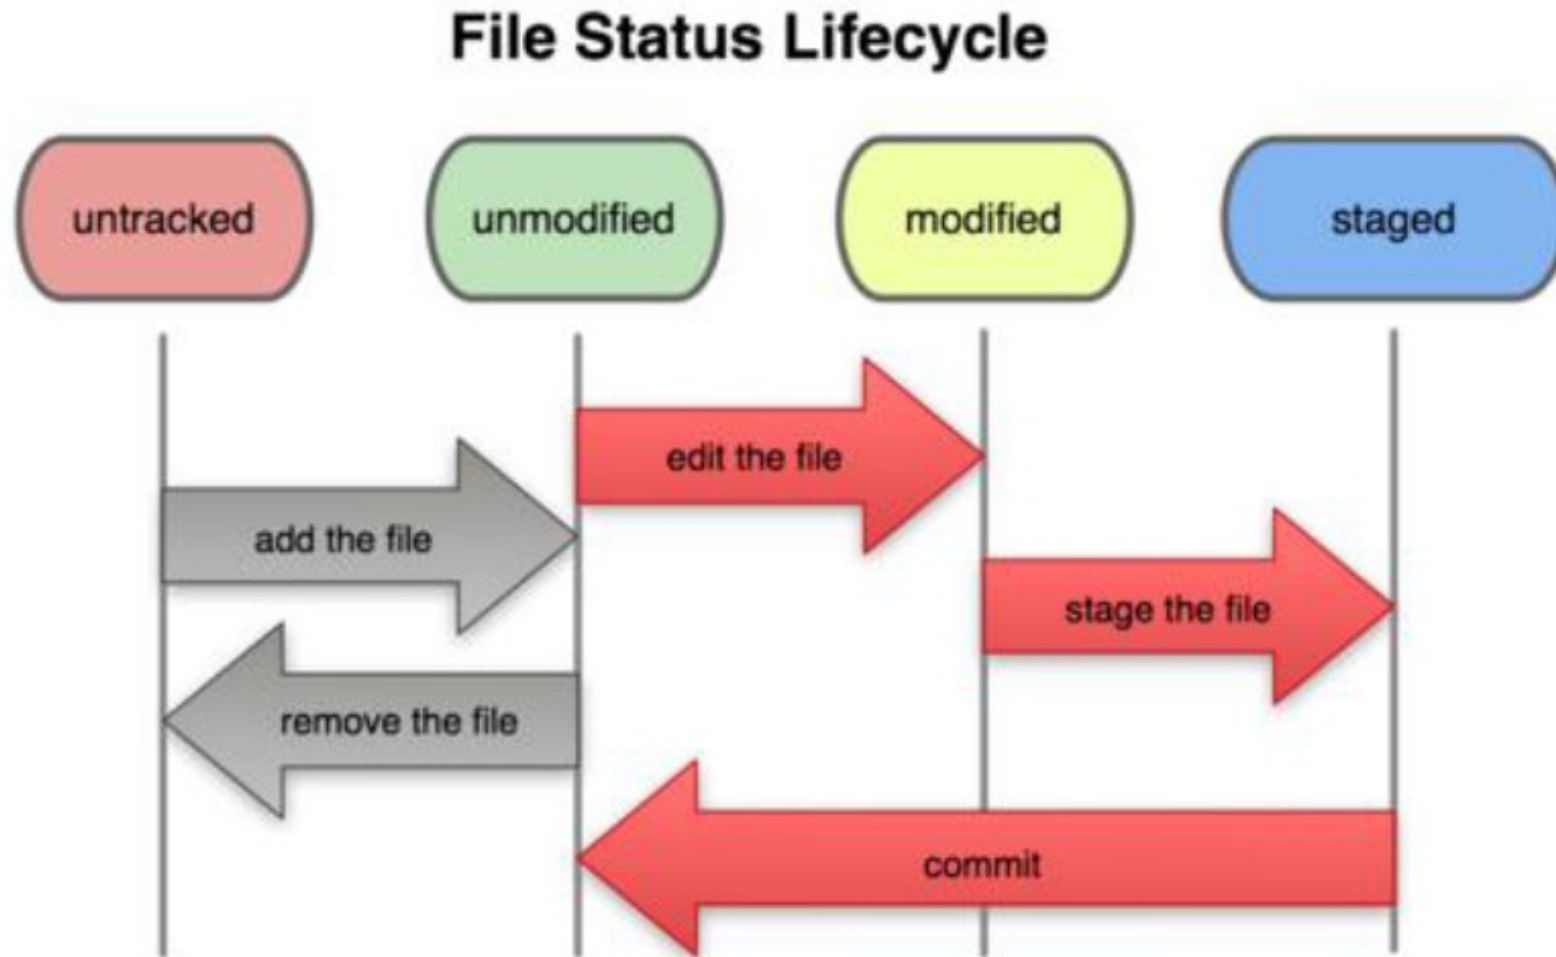 File Status Lifecycle
untracked
unmodified
modified
staged
edit the file
add the file
stage the file
remove the file
commit